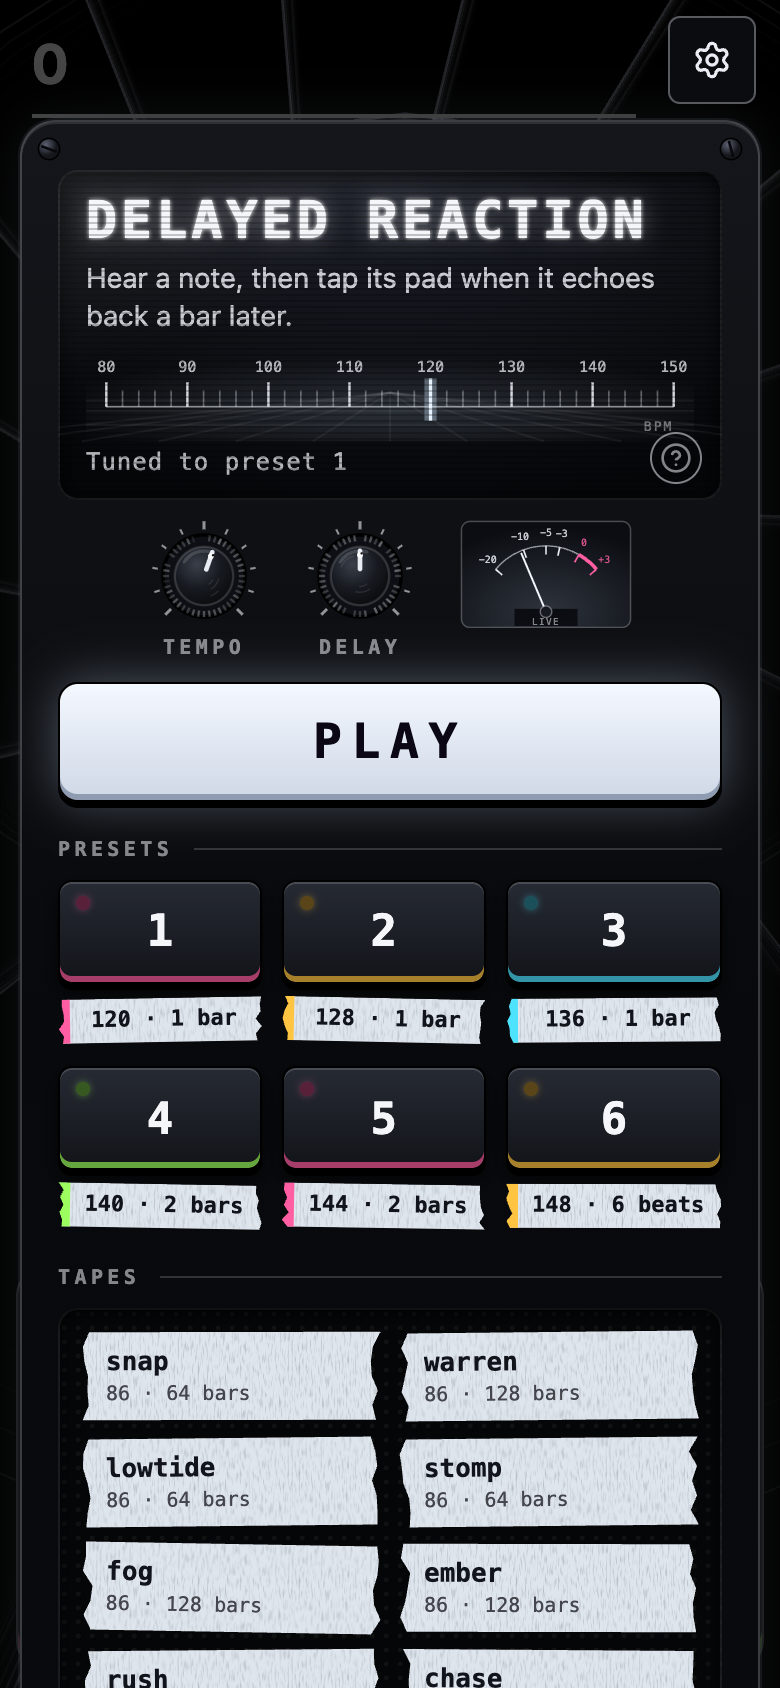 0
DELAYED REACTION
Hear a note, then tap its pad when it echoes
back a bar later.
80 90 100 110 120 130 140 150
BPM
Tuned to preset 1
?
-20 -10 -5 -3 0 +3
LIVE
TEMPO DELAY
PLAY
PRESETS
1 2 3
120 · 1 bar 128 · 1 bar 136 · 1 bar
4 5 6
140 · 2 bars 144 · 2 bars 148 · 6 beats
TAPES
snap warren
86 · 64 bars 86 · 128 bars
lowtide stomp
86 · 64 bars 86 · 64 bars
fog ember
86 · 128 bars 86 · 128 bars
rush chase